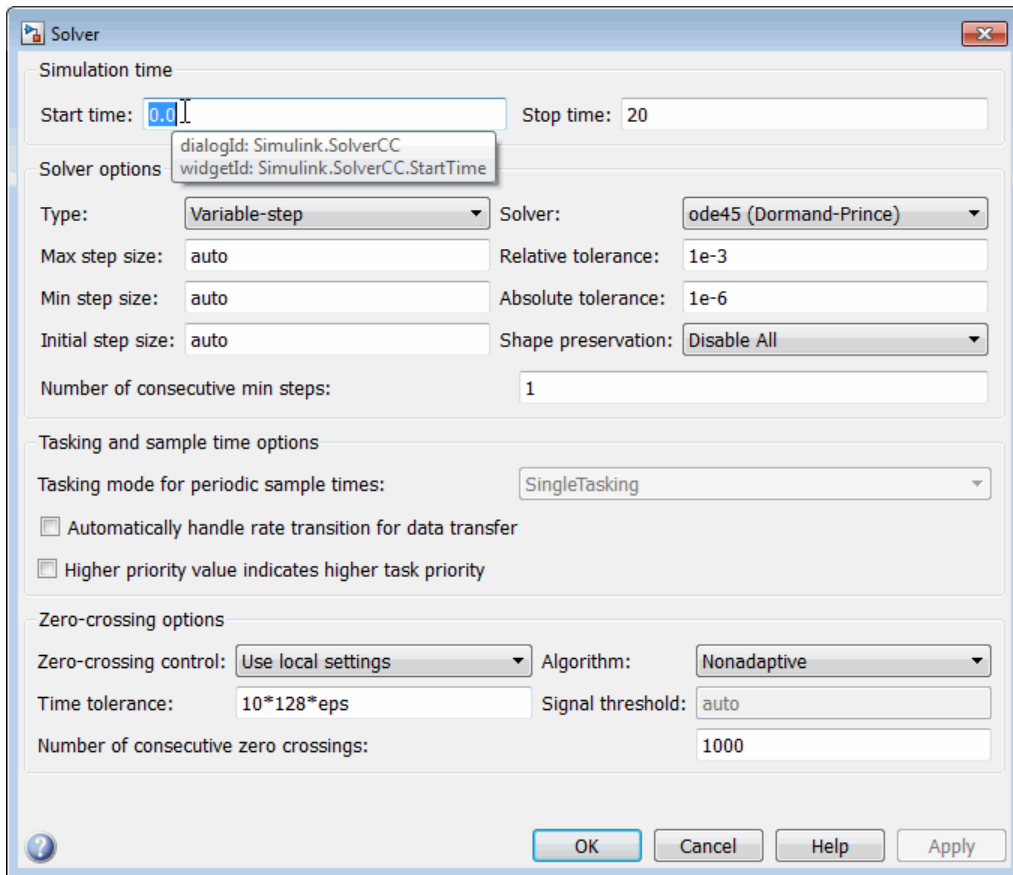 Solver
Simulation time
Start time: 0.0 Stop time: 20
dialogId: Simulink.SolverCC
widgetId: Simulink.SolverCC.StartTime
Solver options
Type: Variable-step Solver: ode45 (Dormand-Prince)
Max step size: auto Relative tolerance: 1e-3
Min step size: auto Absolute tolerance: 1e-6
Initial step size: auto Shape preservation: Disable All
Number of consecutive min steps: 1
Tasking and sample time options
Tasking mode for periodic sample times: SingleTasking
Automatically handle rate transition for data transfer
Higher priority value indicates higher task priority
Zero-crossing options
Zero-crossing control: Use local settings Algorithm: Nonadaptive
Time tolerance: 10*128*eps Signal threshold: auto
Number of consecutive zero crossings: 1000
? OK Cancel Help Apply